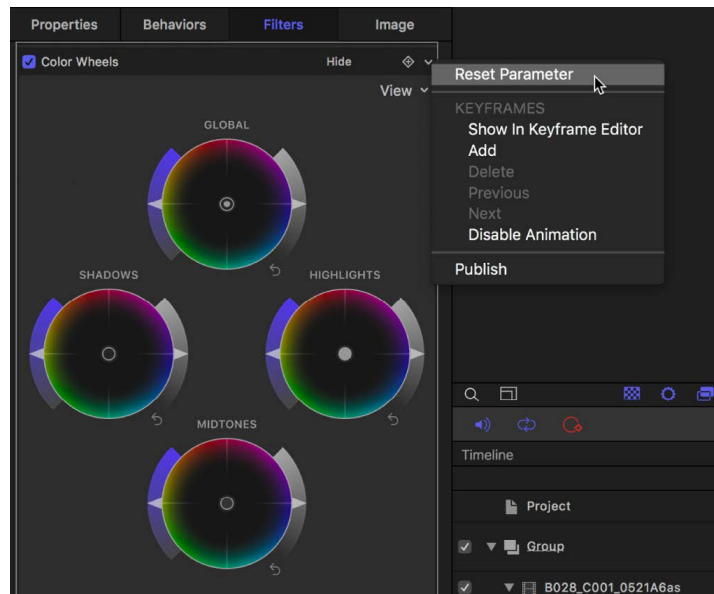 Properties Behaviors Filters Image
Color Wheels Hide
View
GLOBAL
SHADOWS HIGHLIGHTS
MIDTONES
Reset Parameter
KEYFRAMES
Show In Keyframe Editor
Add
Delete
Previous
Next
Disable Animation
Publish
Timeline
Project
Group
B028_C001_0521A6as